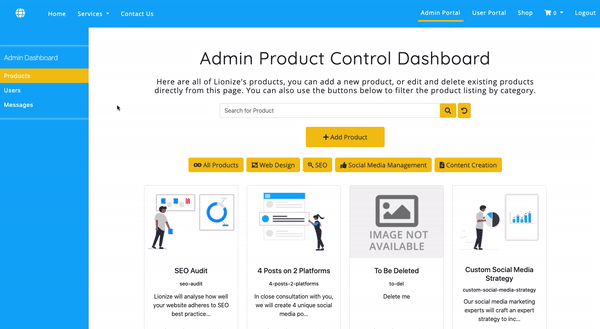 Home Services Contact Us Admin Portal User Portal Shop 0 Logout
Admin Dashboard
Products
Users
Messages
Admin Product Control Dashboard
Here are all of Lionize's products, you can add a new product, or edit and delete existing products
directly from this page. You can also use the buttons below to filter the product listing by category.
Search for Product
Add Product
All Products Web Design SEO Social Media Management Content Creation
SEO Audit
seo-audit
Lionize will analyse how well
your website adheres to SEO
best practice...
4 Posts on 2 Platforms
4-posts-2-platforms
In close consultation with you,
we will create 4 unique social
media po...
IMAGE NOT
AVAILABLE
To Be Deleted
to-del
Delete me
Custom Social Media
Strategy
custom-social-media-strategy
Our social media marketing
experts will craft an expert
strategy to inc...